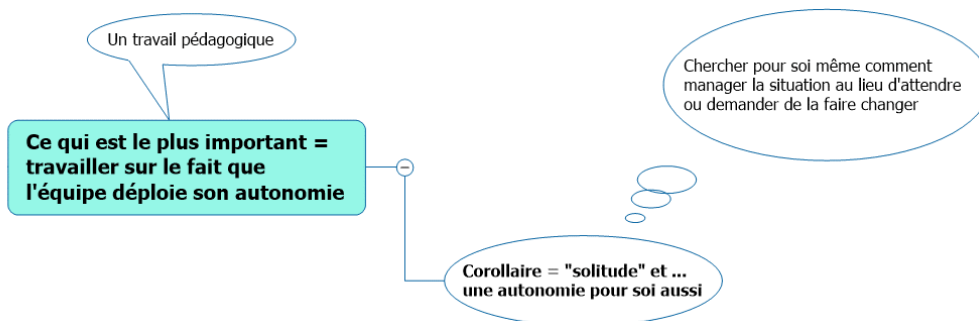 Un travail pédagogique
Chercher pour soi même comment
manager la situation au lieu d'attendre
ou demander de la faire changer
Ce qui est le plus important =
travailler sur le fait que
l'équipe déploie son autonomie
Corollaire = "solitude" et ...
une autonomie pour soi aussi